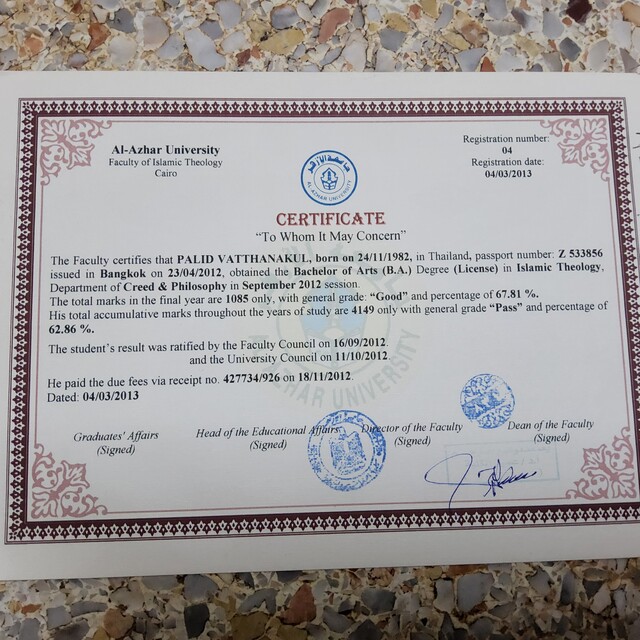 Al-Azhar University
Faculty of Islamic Theology
Cairo
Registration number:
04
Registration date:
04/03/2013
جامعة الأزهر
AL-AZHAR UNIVERSITY
CERTIFICATE
“To Whom It May Concern”
The Faculty certifies that PALID VATTHANAKUL, born on 24/11/1982, in Thailand, passport number: Z 533856
issued in Bangkok on 23/04/2012, obtained the Bachelor of Arts (B.A.) Degree (License) in Islamic Theology,
Department of Creed & Philosophy in September 2012 session.
The total marks in the final year are 1085 only, with general grade: “Good” and percentage of 67.81 %.
His total accumulative marks throughout the years of study are 4149 only with general grade “Pass” and percentage of
62.86 %.
The student’s result was ratified by the Faculty Council on 16/09/2012.
and the University Council on 11/10/2012.
He paid the due fees via receipt no. 427734/926 on 18/11/2012.
Dated: 04/03/2013
AZHAR UNIVERSITY
Graduates’ Affairs
(Signed)
Head of the Educational Affairs
(Signed)
Director of the Faculty
(Signed)
Dean of the Faculty
(Signed)